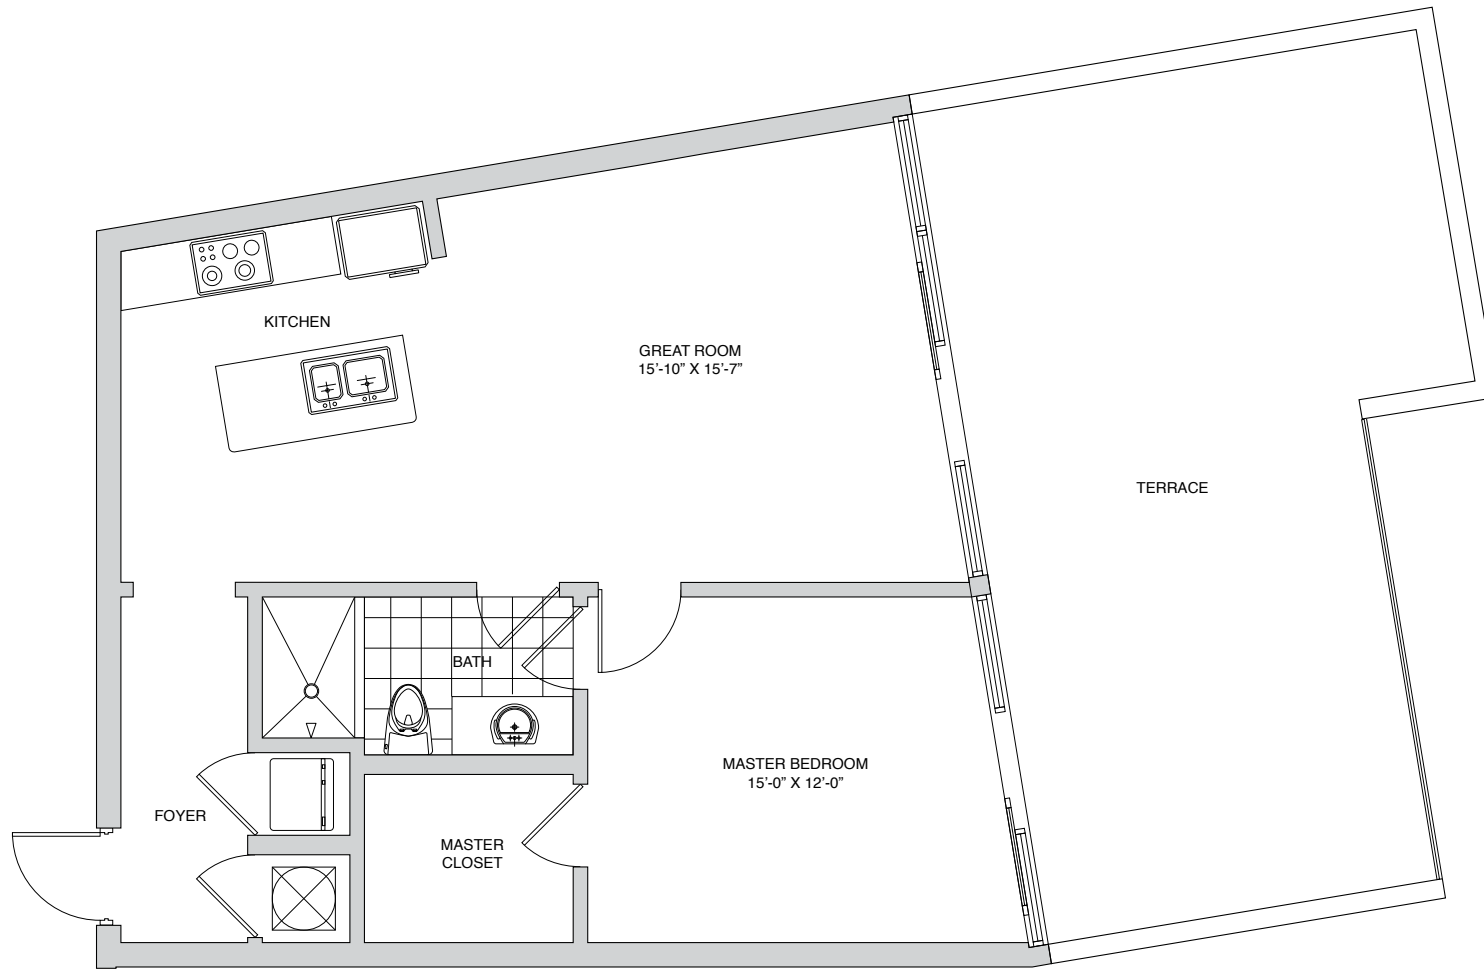 KITCHEN
GREAT ROOM
15’-10” X 15’-7”
TERRACE
BATH
MASTER BEDROOM
15’-0” X 12’-0”
FOYER
MASTER
CLOSET